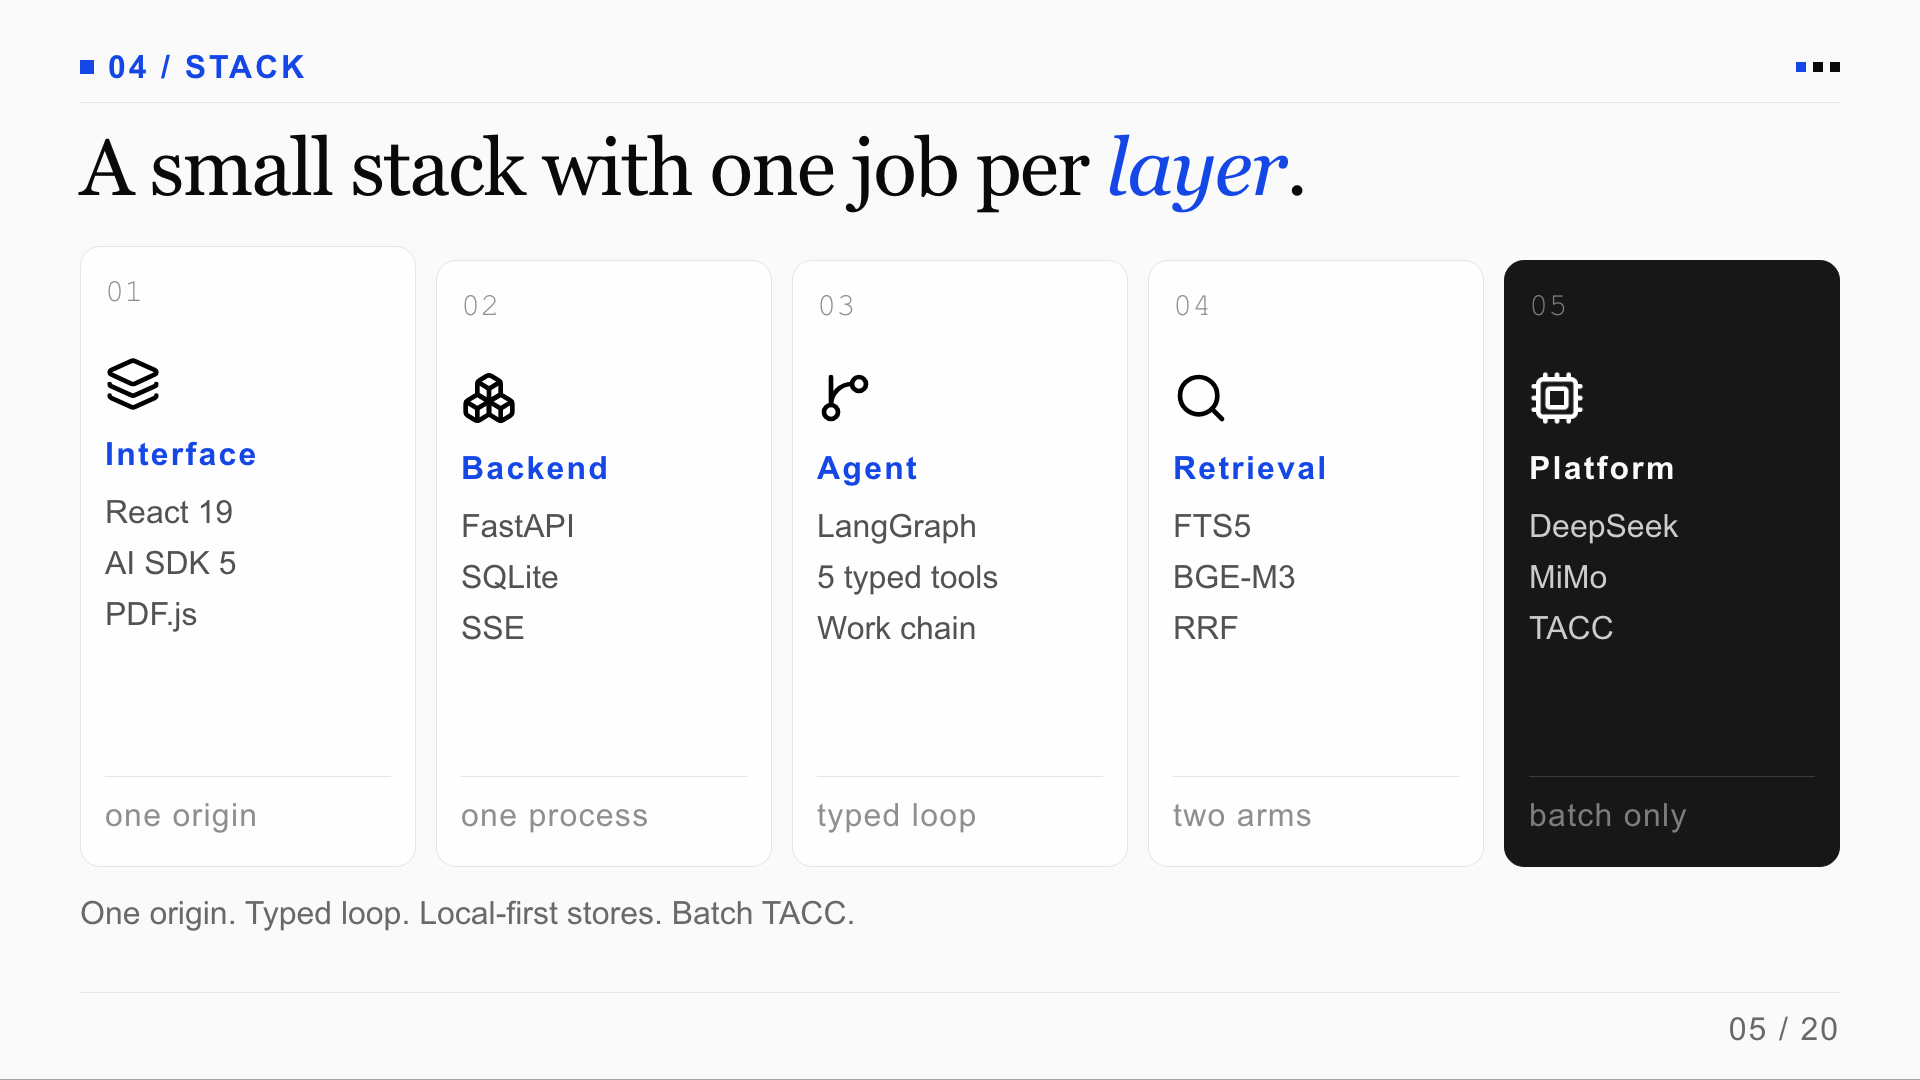 04 / STACK
A small stack with one job per layer.
01
Interface
React 19
AI SDK 5
PDF.js
one origin
02
Backend
FastAPI
SQLite
SSE
one process
03
Agent
LangGraph
5 typed tools
Work chain
typed loop
04
Retrieval
FTS5
BGE-M3
RRF
two arms
05
Platform
DeepSeek
MiMo
TACC
batch only
One origin. Typed loop. Local-first stores. Batch TACC.
05 / 20